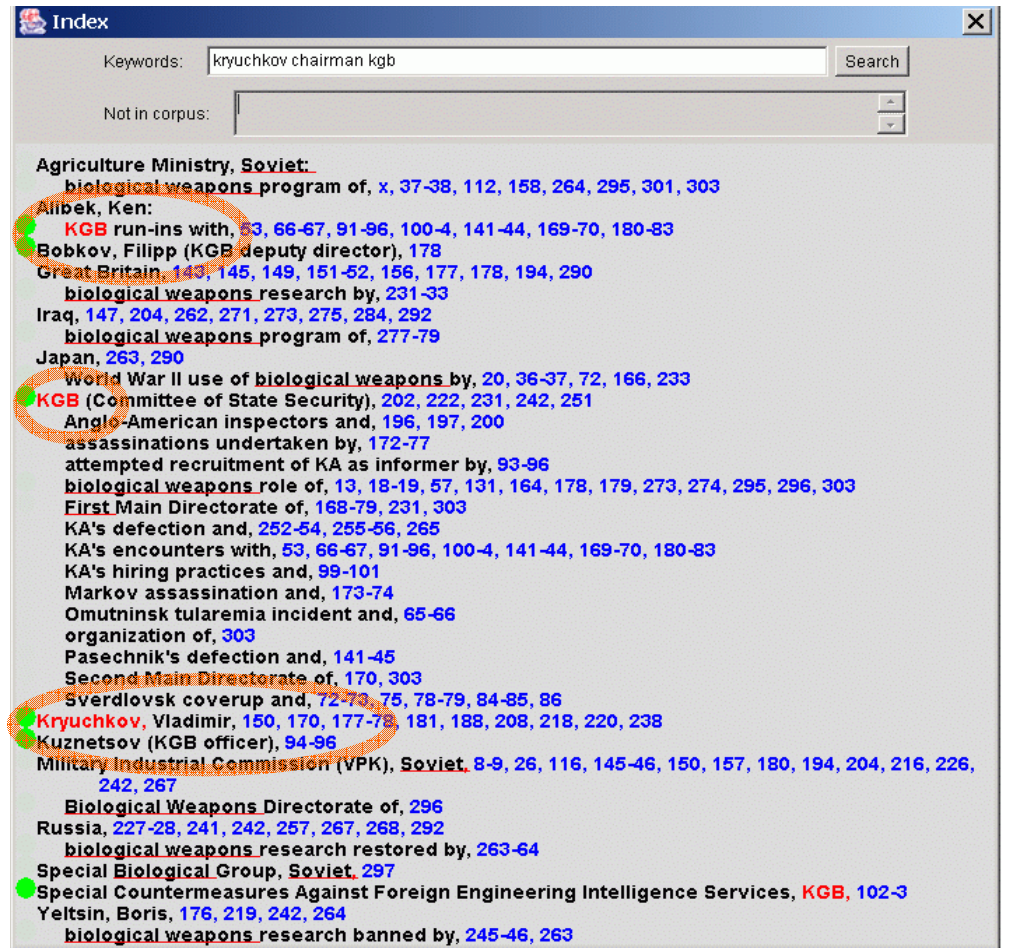 Index
Keywords: kryuchkov chairman kgb Search
Not in corpus:
Agriculture Ministry, Soviet:
biological weapons program of, x, 37-38, 112, 158, 264, 295, 301, 303
Alibek, Ken:
KGB run-ins with, 53, 66-67, 91-96, 100-4, 141-44, 169-70, 180-83
Bobkov, Filipp (KGB deputy director), 178
Great Britain, 143, 145, 149, 151-52, 156, 177, 178, 194, 290
biological weapons research by, 231-33
Iraq, 147, 204, 262, 271, 273, 275, 284, 292
biological weapons program of, 277-79
Japan, 263, 290
World War II use of biological weapons by, 20, 36-37, 72, 166, 233
KGB (Committee of State Security), 202, 222, 231, 242, 251
Anglo-American inspectors and, 196, 197, 200
assassinations undertaken by, 172-77
attempted recruitment of KA as informer by, 93-96
biological weapons role of, 13, 18-19, 57, 131, 164, 178, 179, 273, 274, 295, 296, 303
First Main Directorate of, 168-79, 231, 303
KA's defection and, 252-54, 255-56, 265
KA's encounters with, 53, 66-67, 91-96, 100-4, 141-44, 169-70, 180-83
KA's hiring practices and, 99-101
Markov assassination and, 173-74
Omutninsk tularemia incident and, 65-66
organization of, 303
Pasechnik's defection and, 141-45
Second Main Directorate of, 170, 303
Sverdlovsk coverup and, 72-73, 75, 78-79, 84-85, 86
Kryuchkov, Vladimir, 150, 170, 177-78, 181, 188, 208, 218, 220, 238
Kuznetsov (KGB officer), 94-96
Military Industrial Commission (VPK), Soviet, 8-9, 26, 116, 145-46, 150, 157, 180, 194, 204, 216, 226,
242, 267
Biological Weapons Directorate of, 296
Russia, 227-28, 241, 242, 257, 267, 268, 292
biological weapons research restored by, 263-64
Special Biological Group, Soviet, 297
Special Countermeasures Against Foreign Engineering Intelligence Services, KGB, 102-3
Yeltsin, Boris, 176, 219, 242, 264
biological weapons research banned by, 245-46, 263